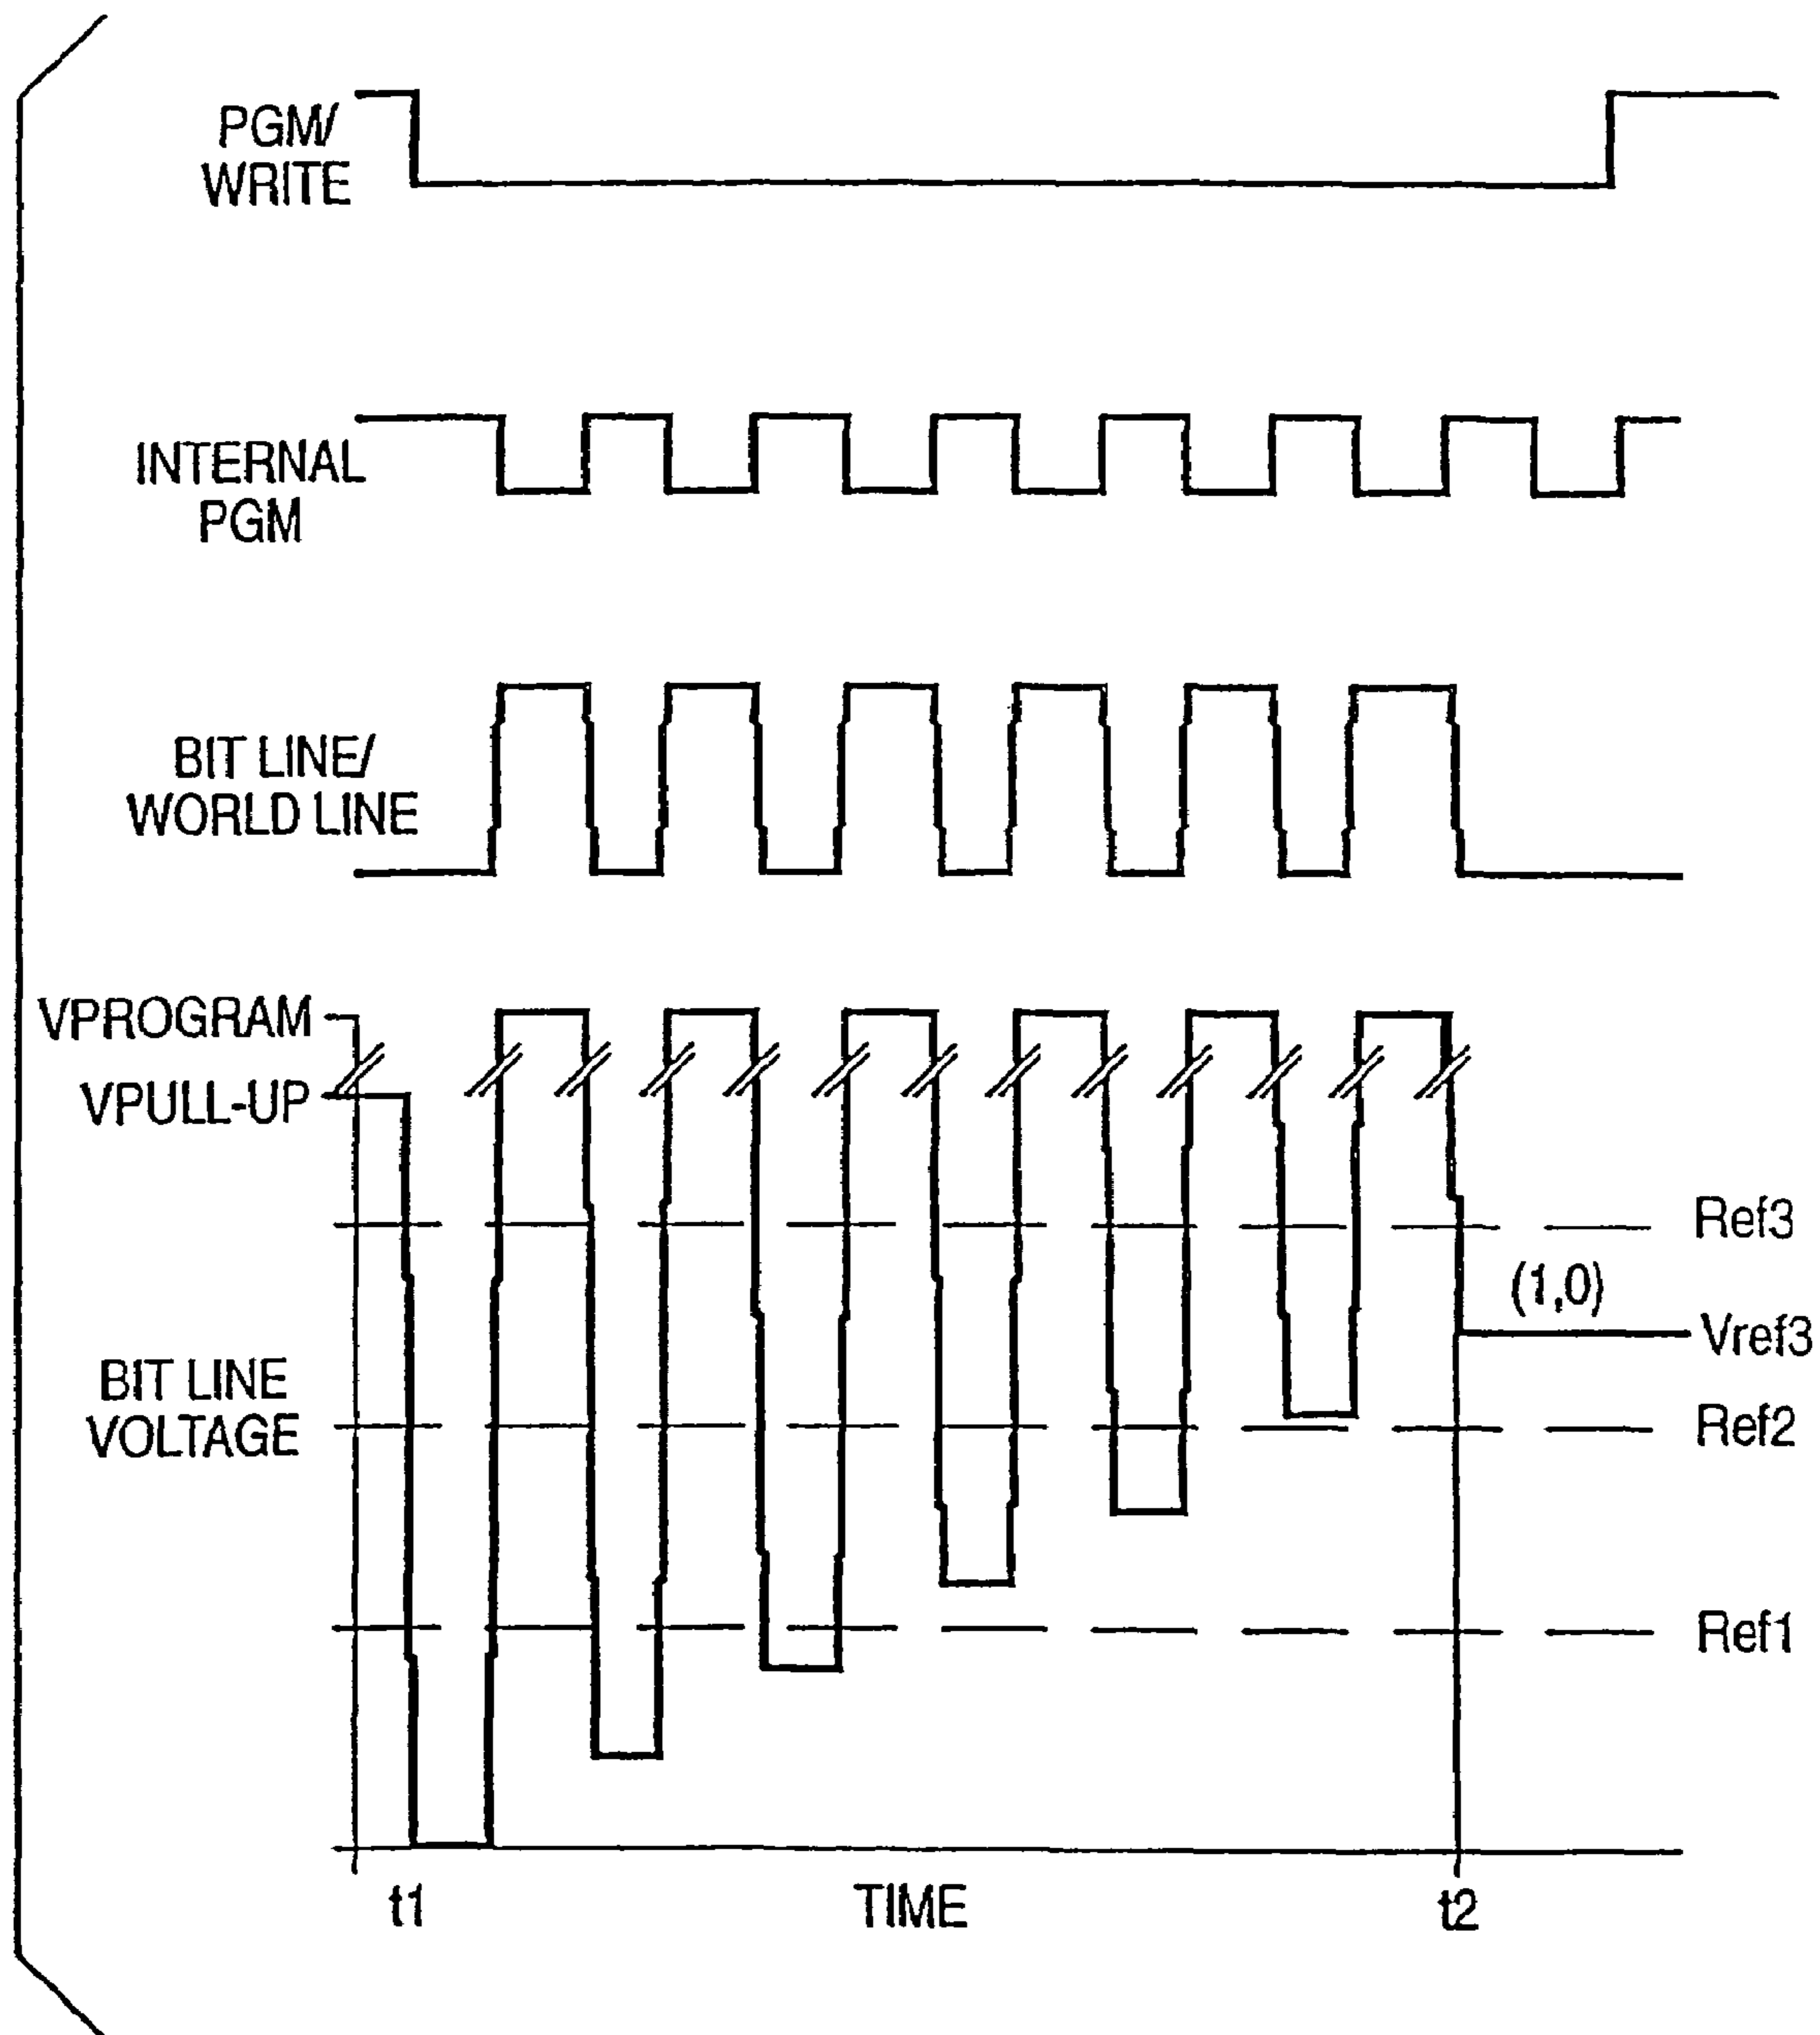 PGM/
WRITE
INTERNAL
PGM
BIT LINE/
WORLD LINE
VPROGRAM
VPULL-UP
Ref3
(1,0)
Vref3
BIT LINE
VOLTAGE
Ref2
Ref1
t1
TIME
t2